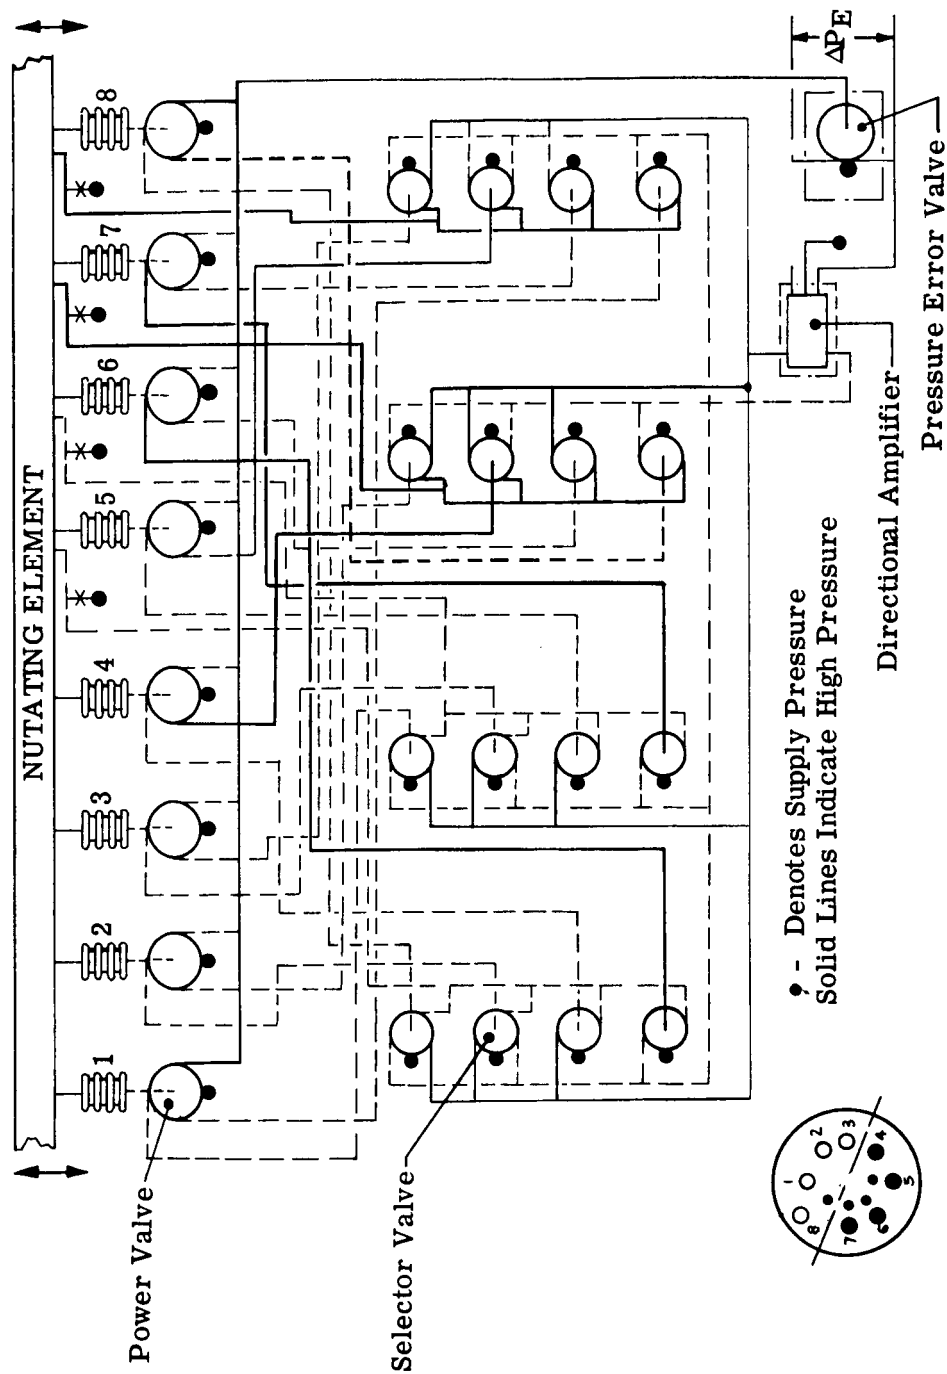 NUTATING ELEMENT
1
2
3
4
5
6
7
8
Power Valve
Selector Valve
ΔPE
Pressure Error Valve
Directional Amplifier
- Denotes Supply Pressure
Solid Lines Indicate High Pressure
1
2
3
4
5
6
7
8